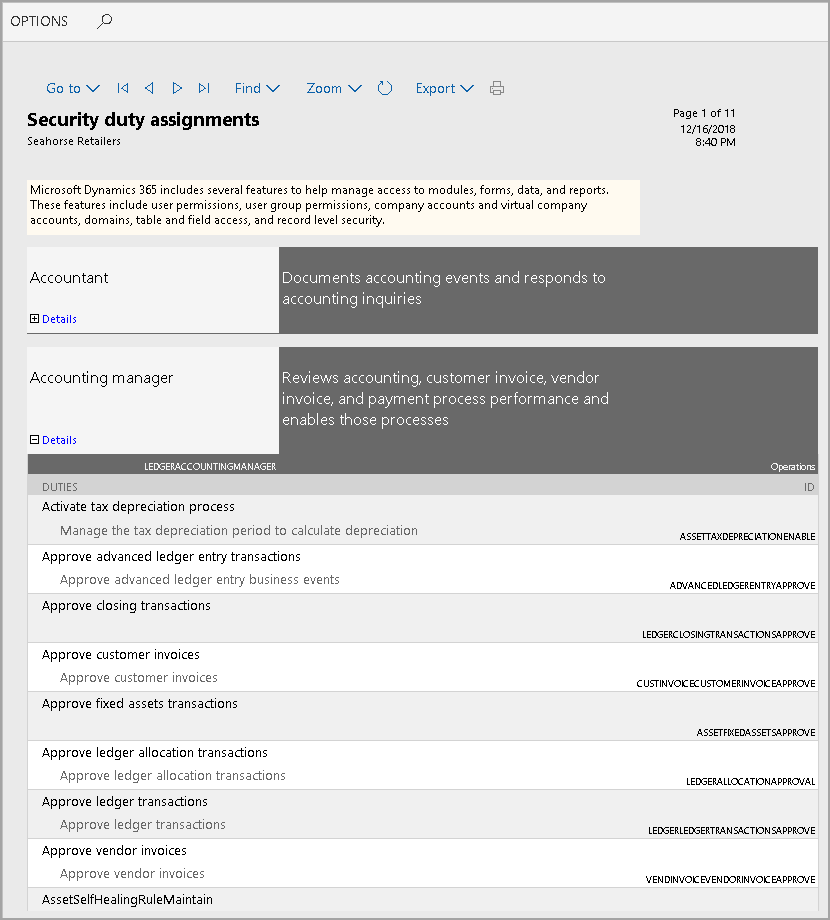 OPTIONS
Go to
Find
Zoom
Export
Security duty assignments
Page 1 of 11
Seahorse Retailers
12/16/2018
8:40 PM
Microsoft Dynamics 365 includes several features to help manage access to modules, forms, data, and reports.
These features include user permissions, user group permissions, company accounts and virtual company
accounts, domains, table and field access, and record level security.
Accountant
Documents accounting events and responds to
accounting inquiries
Details
Accounting manager
Reviews accounting, customer invoice, vendor
invoice, and payment process performance and
enables those processes
Details
LEDGERACCOUNTINGMANAGER Operations
DUTIES ID
Activate tax depreciation process
Manage the tax depreciation period to calculate depreciation
ASSETTAXDEPRECIATIONENABLE
Approve advanced ledger entry transactions
Approve advanced ledger entry business events
ADVANCEDLEDGERENTRYAPPROVE
Approve closing transactions
LEDGERCLOSINGTRANSACTIONSAPPROVE
Approve customer invoices
Approve customer invoices
CUSTINVOICECUSTOMERINVOICEAPPROVE
Approve fixed assets transactions
ASSETFIXEDASSETSAPPROVE
Approve ledger allocation transactions
Approve ledger allocation transactions
LEDGERALLOCATIONAPPROVAL
Approve ledger transactions
Approve ledger transactions
LEDGERLEDGERTRANSACTIONSAPPROVE
Approve vendor invoices
Approve vendor invoices
VENDINVOICEVENDORINVOICEAPPROVE
AssetSelfHealingRuleMaintain